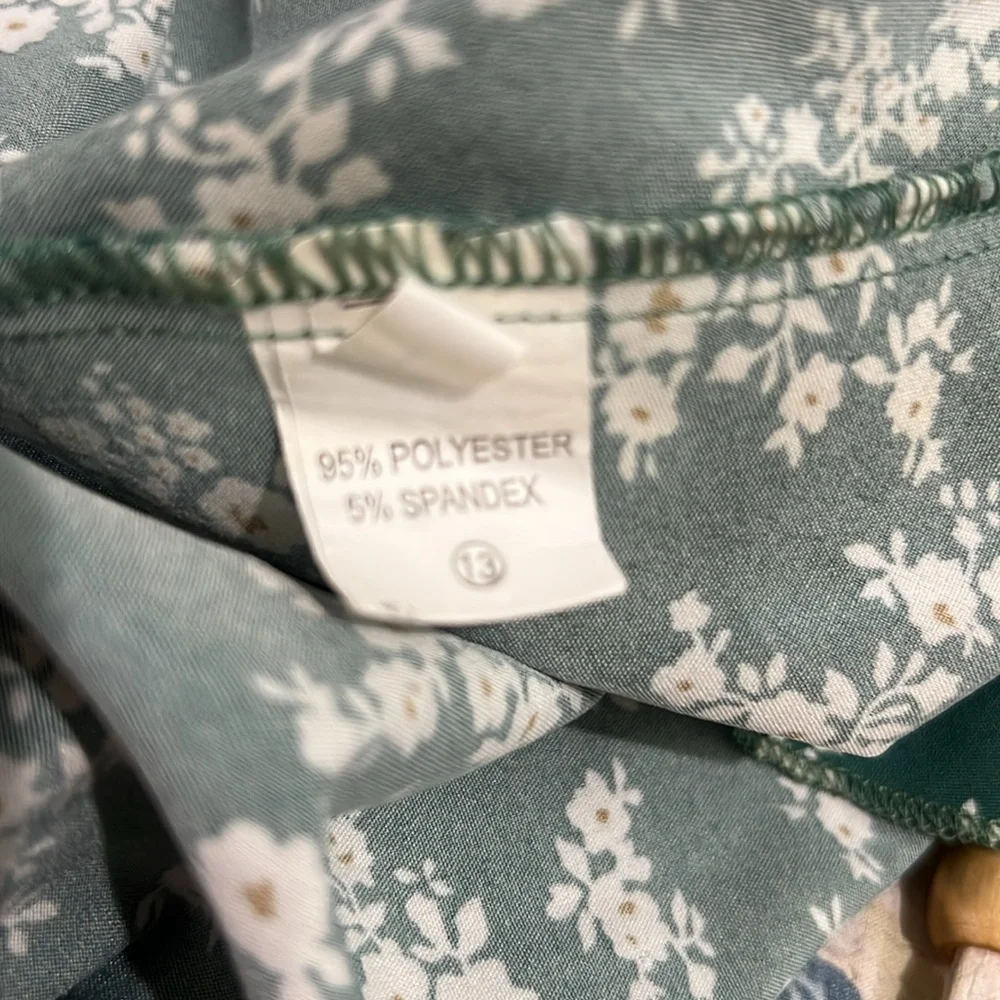 95% POLYESTER
5% SPANDEX
13